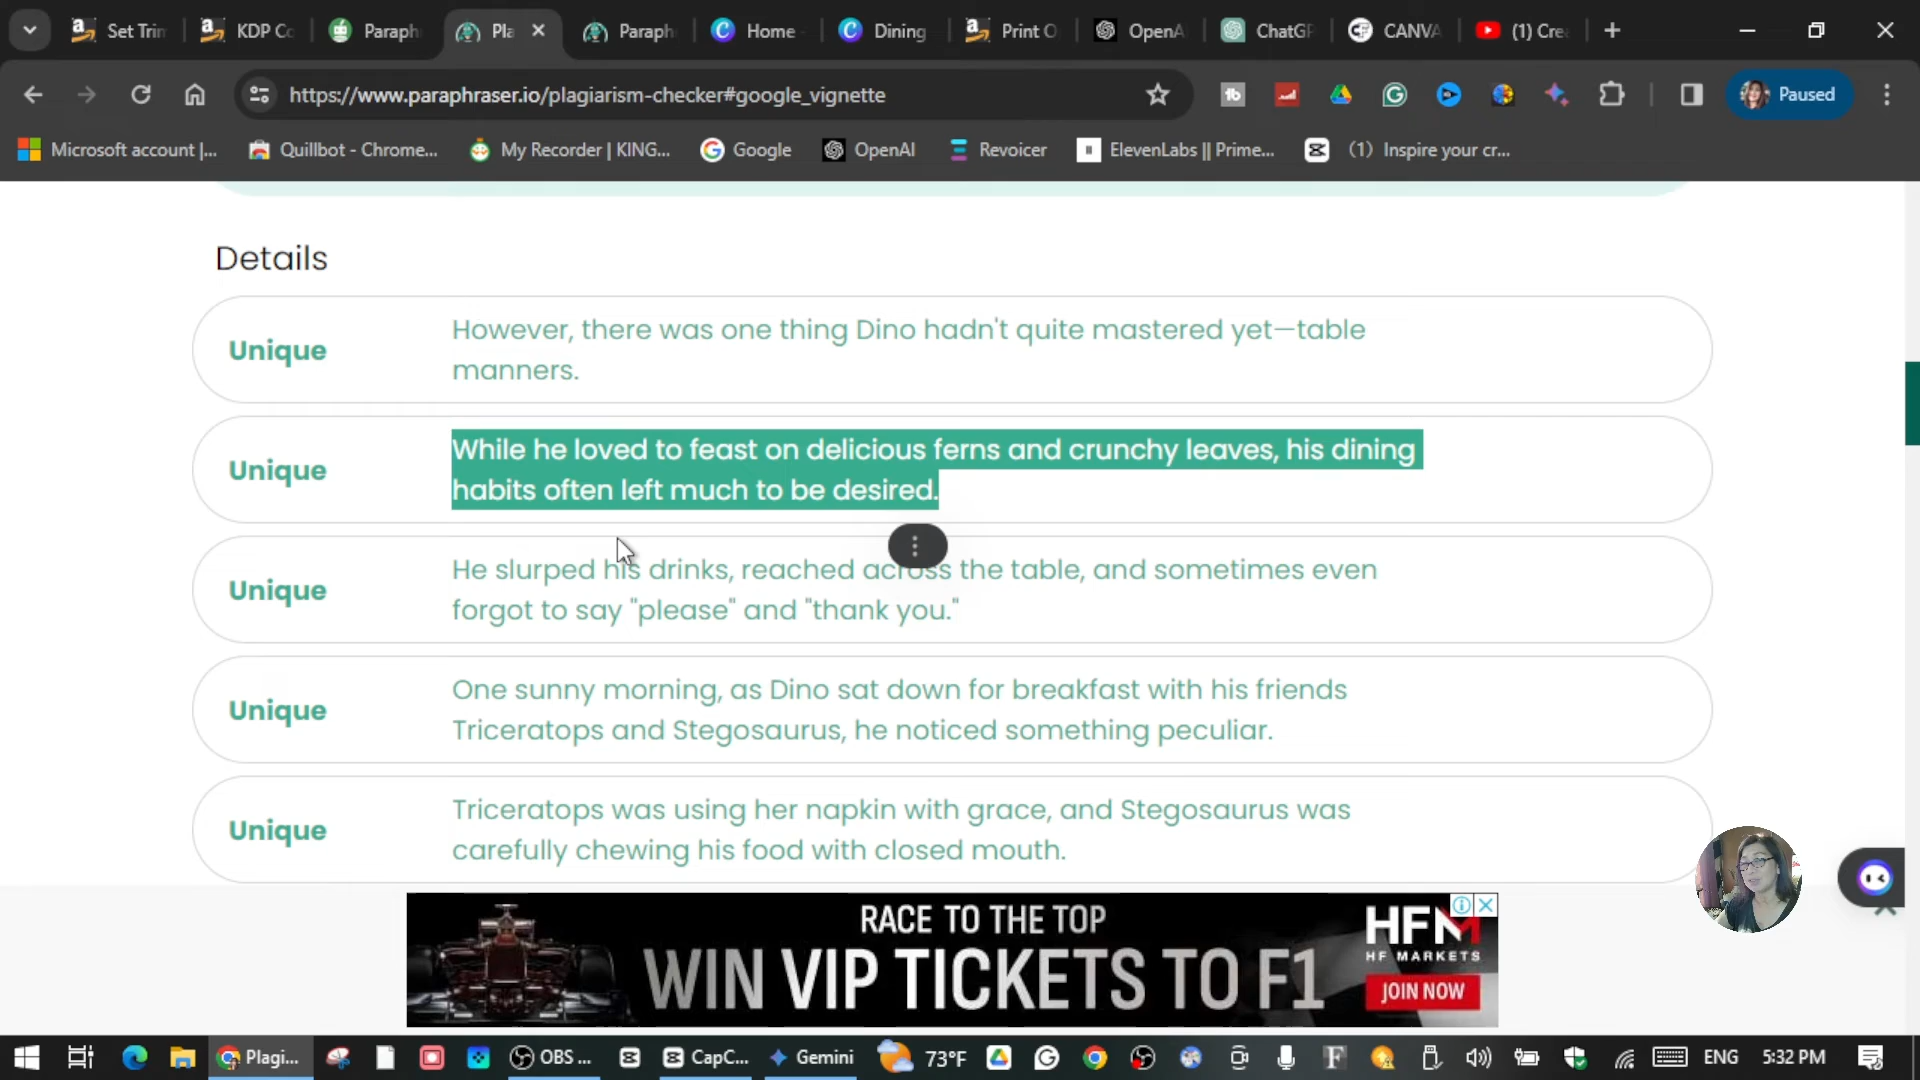 Set Trim
KDP Co
Paraph
Pla
Paraph
Home
Dining
Print O
OpenA
ChatGP
CANVA
(1) Cre
https://www.paraphraser.io/plagiarism-checker#google_vignette
Paused
Microsoft account |...
Quillbot - Chrome...
My Recorder | KING...
Google
OpenAI
Revoicer
ElevenLabs || Prime...
(1) Inspire your cr...
Details
Unique
However, there was one thing Dino hadn't quite mastered yet—table
manners.
Unique
While he loved to feast on delicious ferns and crunchy leaves, his dining
habits often left much to be desired.
Unique
He slurped his drinks, reached across the table, and sometimes even
forgot to say "please" and "thank you."
Unique
One sunny morning, as Dino sat down for breakfast with his friends
Triceratops and Stegosaurus, he noticed something peculiar.
Unique
Triceratops was using her napkin with grace, and Stegosaurus was
carefully chewing his food with closed mouth.
RACE TO THE TOP
WIN VIP TICKETS TO F1
HFM
HF MARKETS
JOIN NOW
Plagi...
OBS ...
CapC...
Gemini
73°F
ENG
5:32 PM